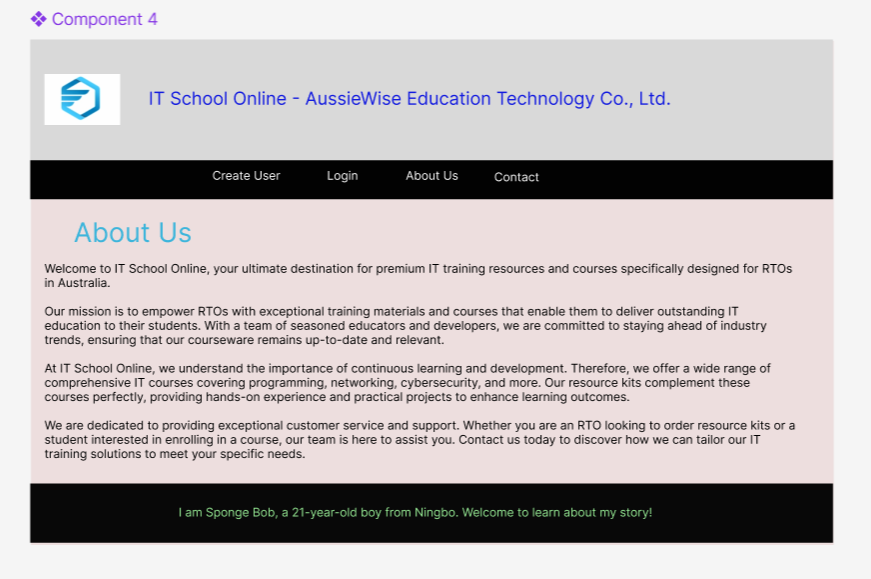 Component 4
IT School Online - AussieWise Education Technology Co., Ltd.
Create User Login About Us Contact
About Us
Welcome to IT School Online, your ultimate destination for premium IT training resources and courses specifically designed for RTOs
in Australia.
Our mission is to empower RTOs with exceptional training materials and courses that enable them to deliver outstanding IT
education to their students. With a team of seasoned educators and developers, we are committed to staying ahead of industry
trends, ensuring that our courseware remains up-to-date and relevant.
At IT School Online, we understand the importance of continuous learning and development. Therefore, we offer a wide range of
comprehensive IT courses covering programming, networking, cybersecurity, and more. Our resource kits complement these
courses perfectly, providing hands-on experience and practical projects to enhance learning outcomes.
We are dedicated to providing exceptional customer service and support. Whether you are an RTO looking to order resource kits or a
student interested in enrolling in a course, our team is here to assist you. Contact us today to discover how we can tailor our IT
training solutions to meet your specific needs.
I am Sponge Bob, a 21-year-old boy from Ningbo. Welcome to learn about my story!